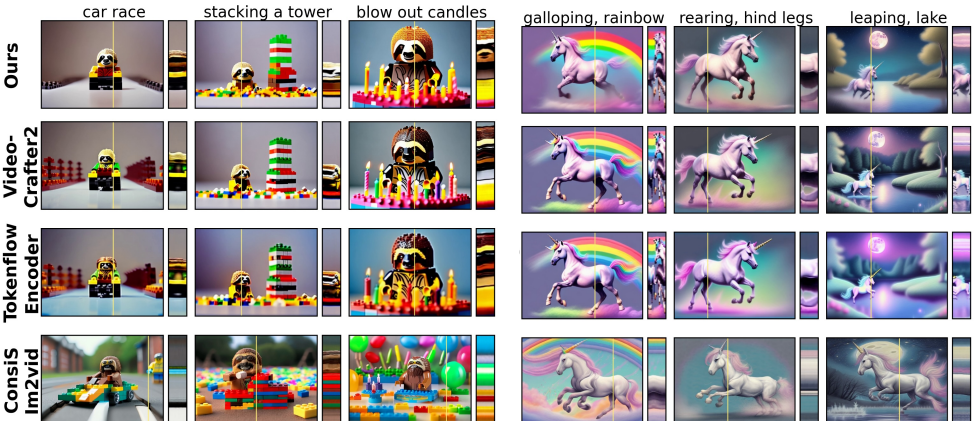 car race
stacking a tower
blow out candles
galloping, rainbow
rearing, hind legs
leaping, lake
Ours
Video-
Crafter2
Tokenflow
Encoder
ConsiS
Im2vid